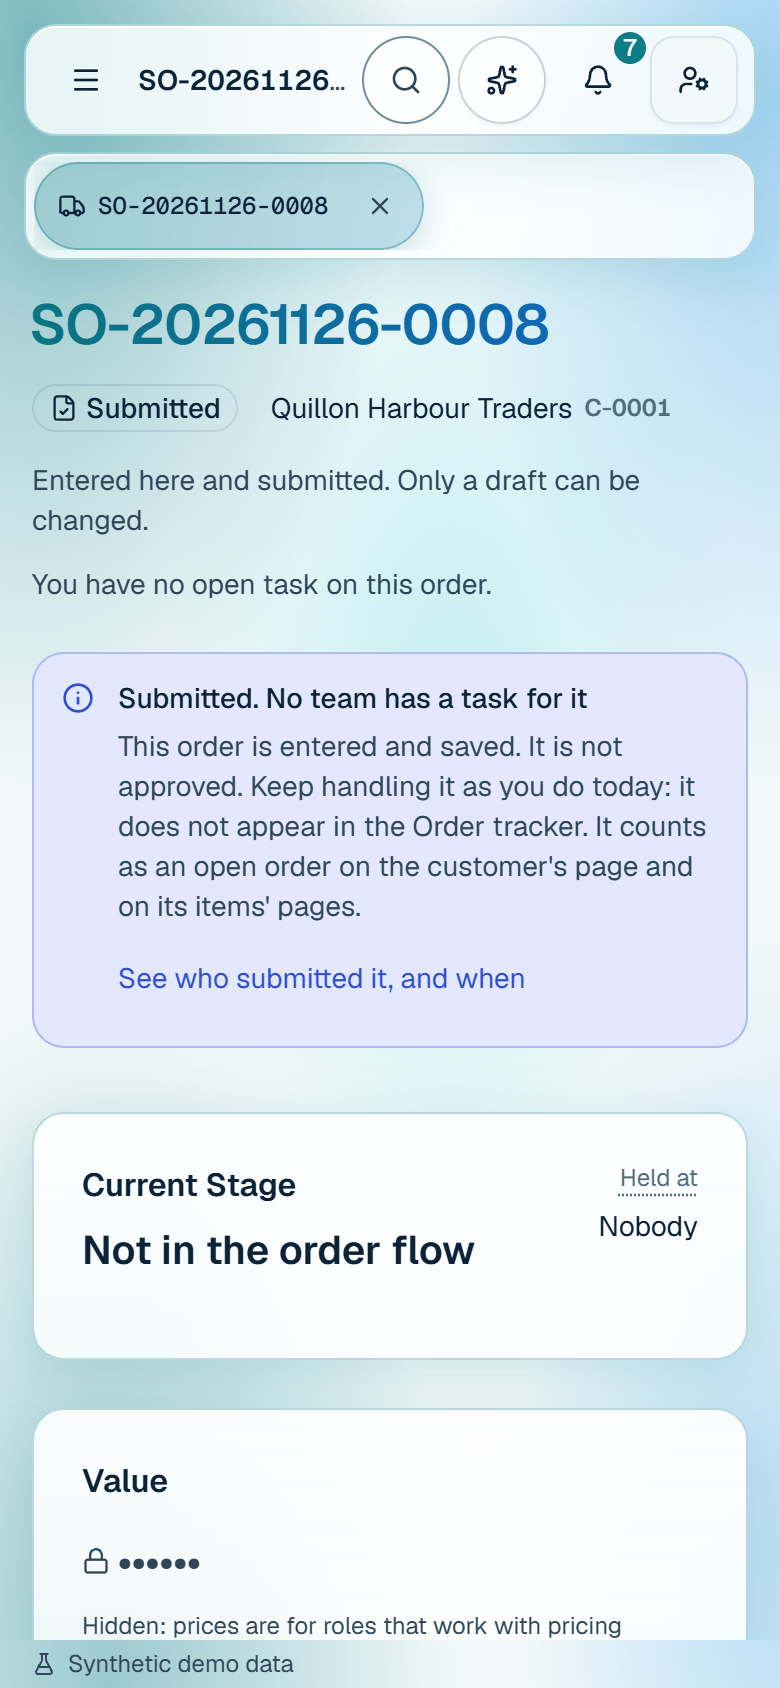 SO-20261126...
7
SO-20261126-0008
SO-20261126-0008
Submitted
Quillon Harbour Traders C-0001
Entered here and submitted. Only a draft can be
changed.
You have no open task on this order.
Submitted. No team has a task for it
This order is entered and saved. It is not
approved. Keep handling it as you do today: it
does not appear in the Order tracker. It counts
as an open order on the customer's page and
on its items' pages.
See who submitted it, and when
Current Stage
Held at
Not in the order flow
Nobody
Value
••••••
Hidden: prices are for roles that work with pricing
Synthetic demo data